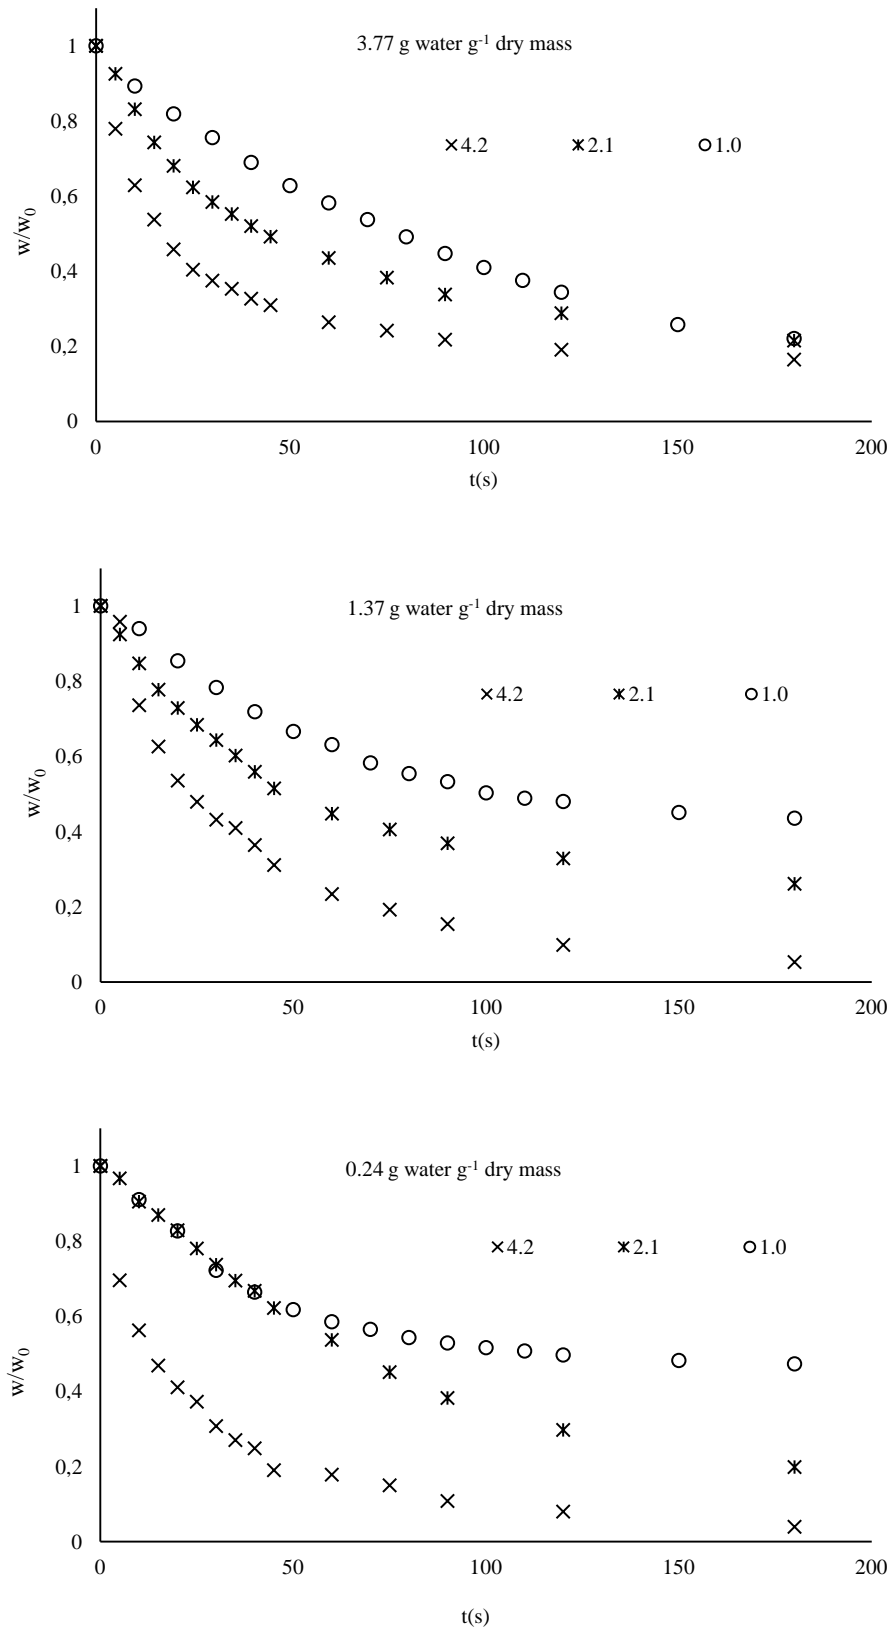 3.77 g water g-1 dry mass
1
0,8
4.2 2.1 1.0
0,6
w/w0
0,4
0,2
0
0 50 100 150 200
t(s)
1.37 g water g-1 dry mass
1
0,8
4.2 2.1 1.0
0,6
w/w0
0,4
0,2
0
0 50 100 150 200
t(s)
0.24 g water g-1 dry mass
1
0,8
4.2 2.1 1.0
0,6
w/w0
0,4
0,2
0
0 50 100 150 200
t(s)